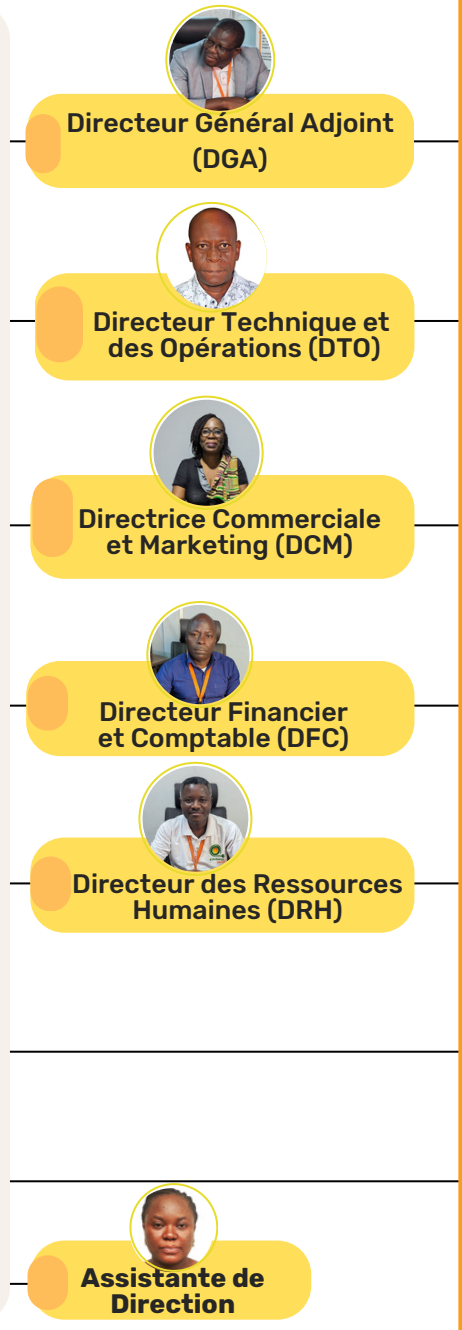 Directeur Général Adjoint
(DGA)
Directeur Technique et
des Opérations (DTO)
Directrice Commerciale
et Marketing (DCM)
Directeur Financier
et Comptable (DFC)
Directeur des Ressources
Humaines (DRH)
Assistante de
Direction